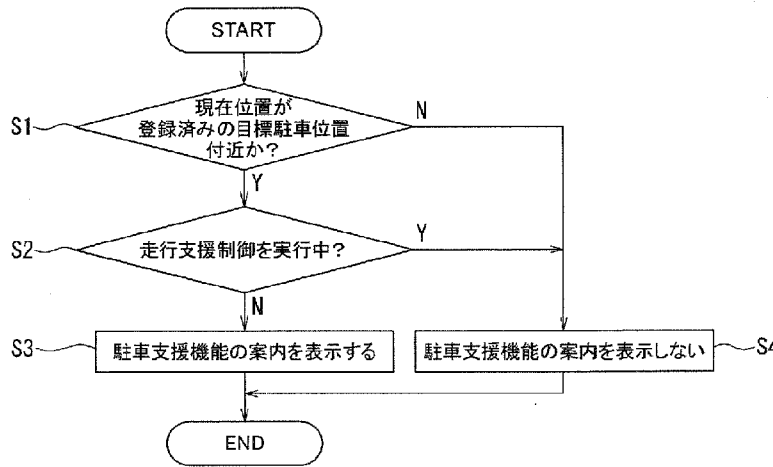 START
S1
現在位置が
登録済みの目標駐車位置
付近か?
N
Y
S2
走行支援制御を実行中?
Y
N
S3
駐車支援機能の案内を表示する
駐車支援機能の案内を表示しない
S4
END